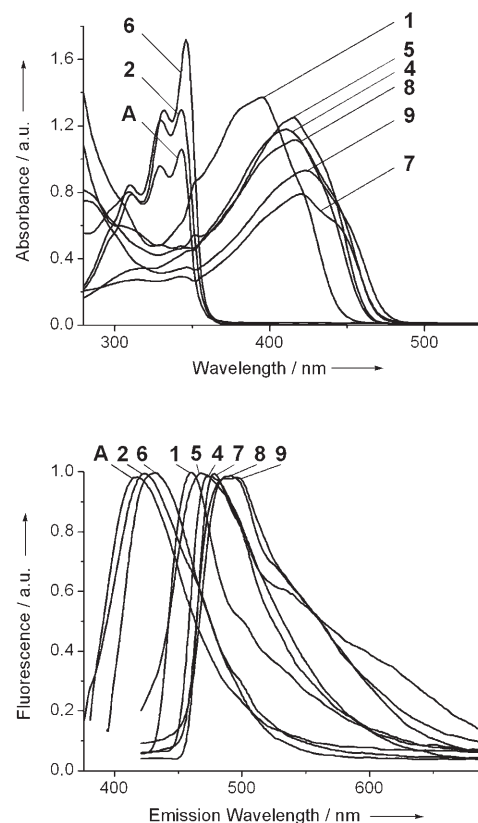 6
1
2
5
4
A
8
9
7
1.6
1.2
0.8
0.4
0.0
Absorbance / a.u.
300 400 500
Wavelength / nm
A 2 6 1 5 4 7 8 9
1.0
0.8
0.6
0.4
0.2
0.0
Fluorescence / a.u.
400 500 600
Emission Wavelength / nm